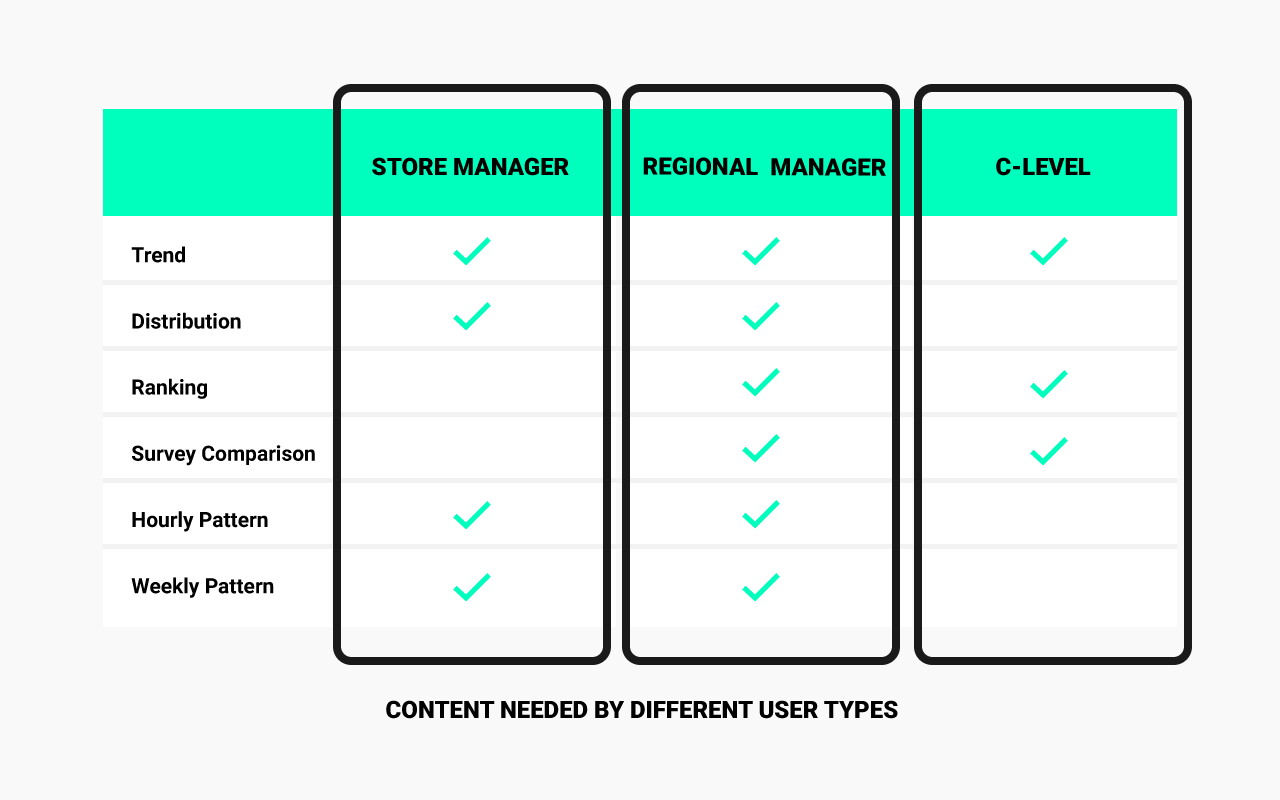 STORE MANAGER REGIONAL MANAGER C-LEVEL
Trend
Distribution
Ranking
Survey Comparison
Hourly Pattern
Weekly Pattern
CONTENT NEEDED BY DIFFERENT USER TYPES